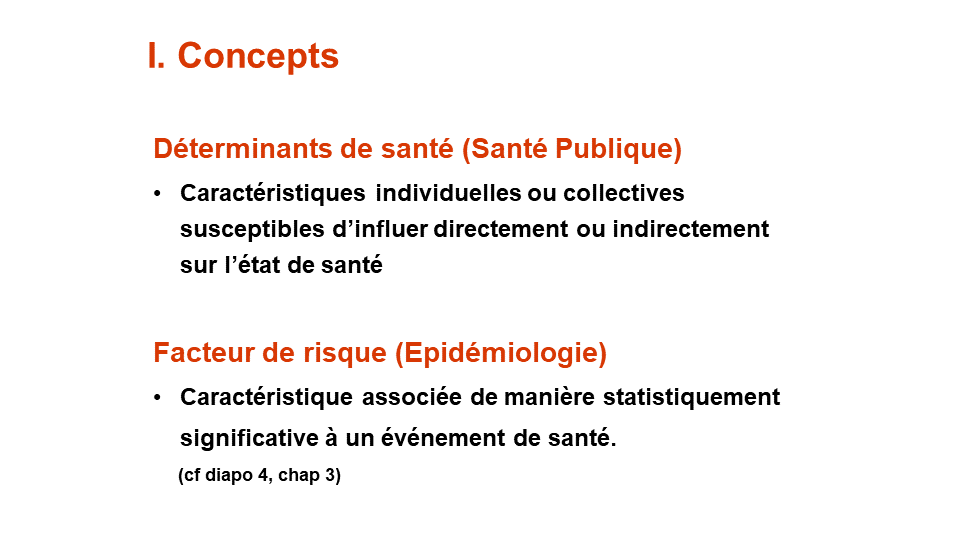 I. Concepts
Déterminants de santé (Santé Publique)
• Caractéristiques individuelles ou collectives
susceptibles d’influer directement ou indirectement
sur l’état de santé
Facteur de risque (Epidémiologie)
• Caractéristique associée de manière statistiquement
significative à un événement de santé.
(cf diapo 4, chap 3)